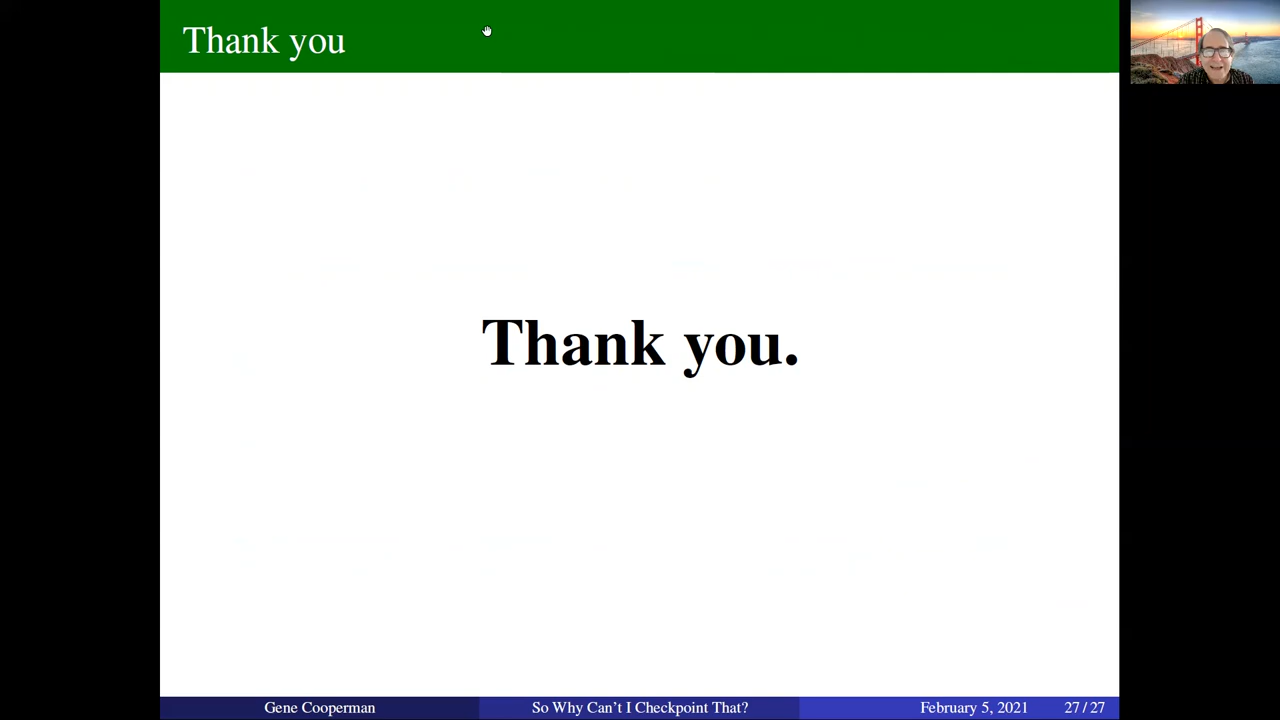 Thank you
Thank you.
Gene Cooperman
So Why Can't I Checkpoint That?
February 5, 2021
27 / 27